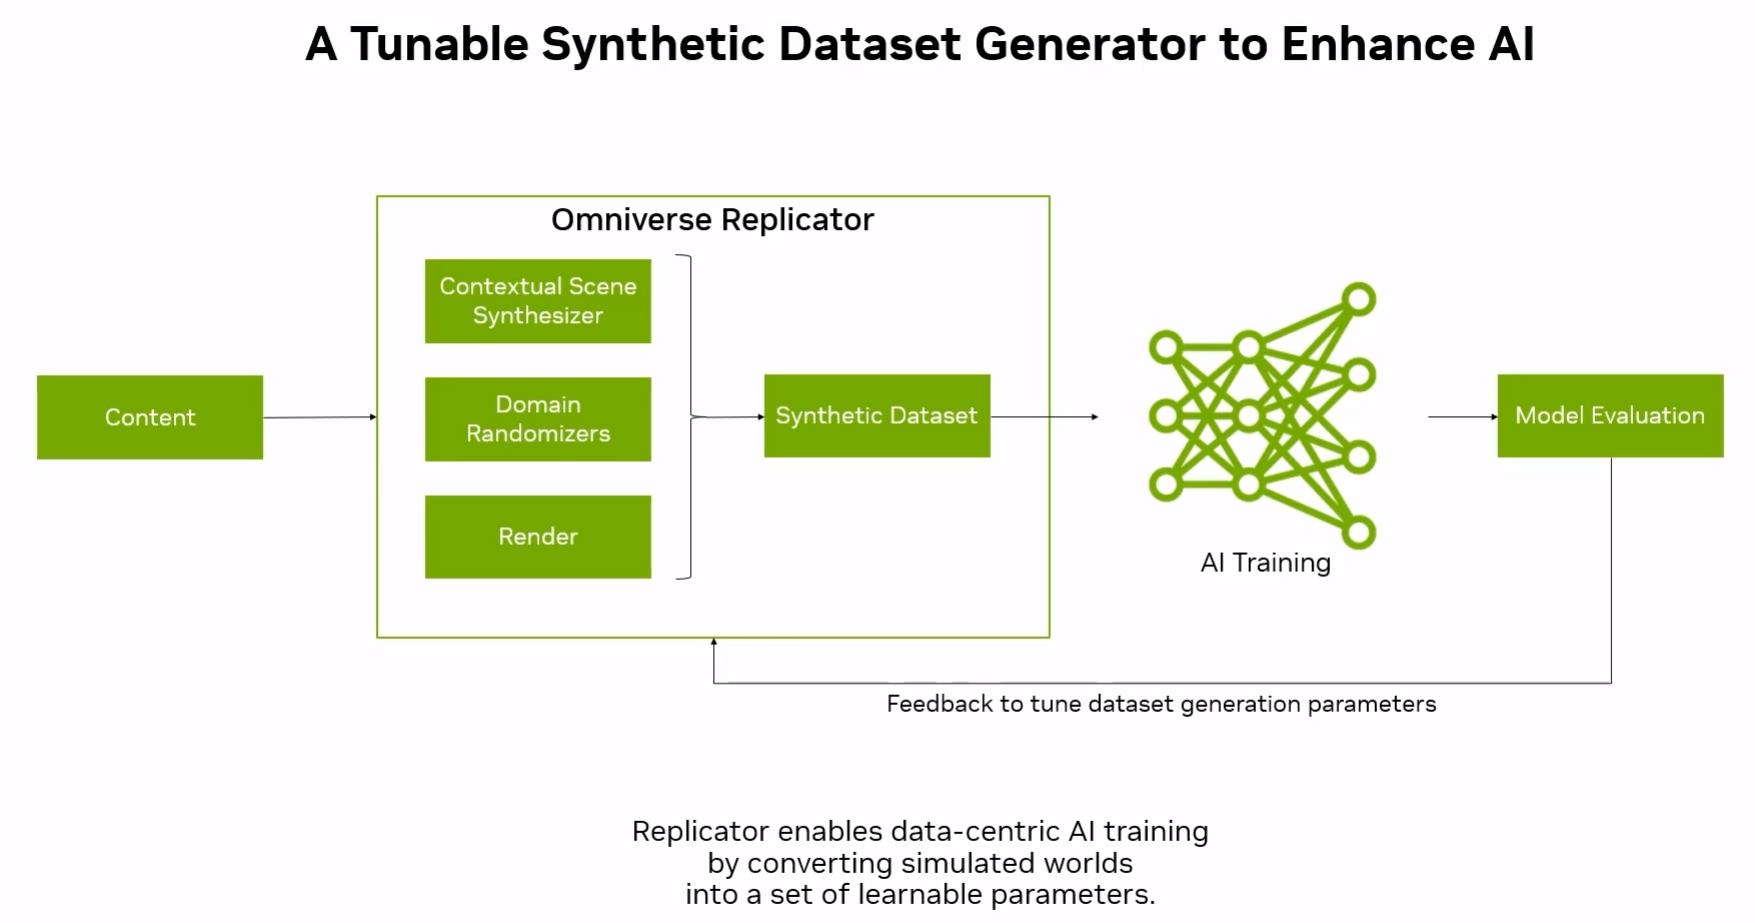 A Tunable Synthetic Dataset Generator to Enhance AI
Omniverse Replicator
Content
Contextual Scene
Synthesizer
Domain
Randomizers
Render
Synthetic Dataset
AI Training
Model Evaluation
Feedback to tune dataset generation parameters
Replicator enables data-centric AI training
by converting simulated worlds
into a set of learnable parameters.